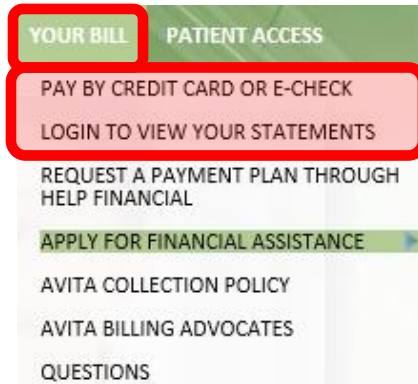 YOUR BILL PATIENT ACCESS
PAY BY CREDIT CARD OR E-CHECK
LOGIN TO VIEW YOUR STATEMENTS
REQUEST A PAYMENT PLAN THROUGH
HELP FINANCIAL
APPLY FOR FINANCIAL ASSISTANCE
AVITA COLLECTION POLICY
AVITA BILLING ADVOCATES
QUESTIONS